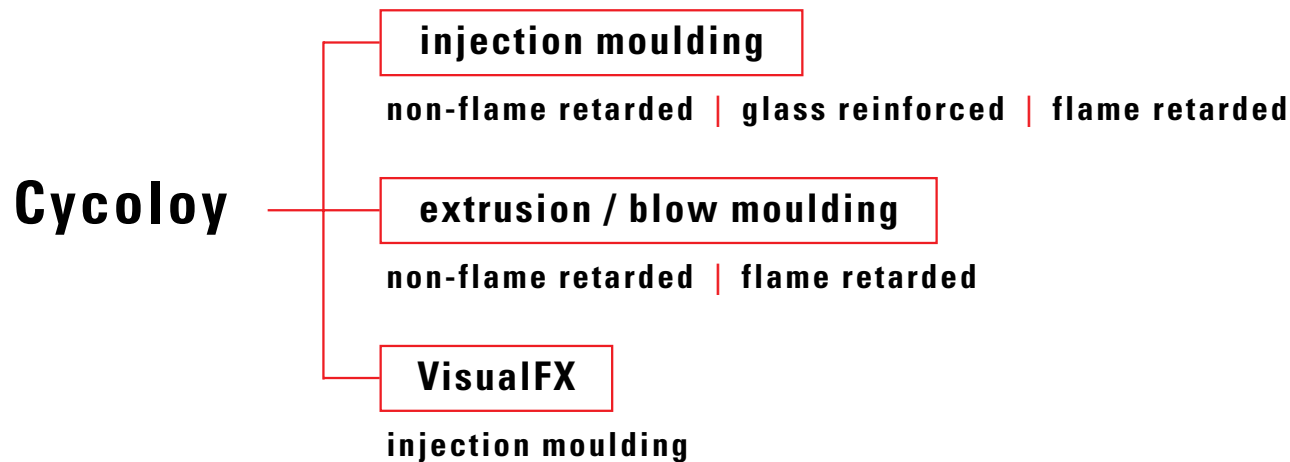 injection moulding
non-flame retarded | glass reinforced | flame retarded
Cycoloy
extrusion / blow moulding
non-flame retarded | flame retarded
VisualFX
injection moulding